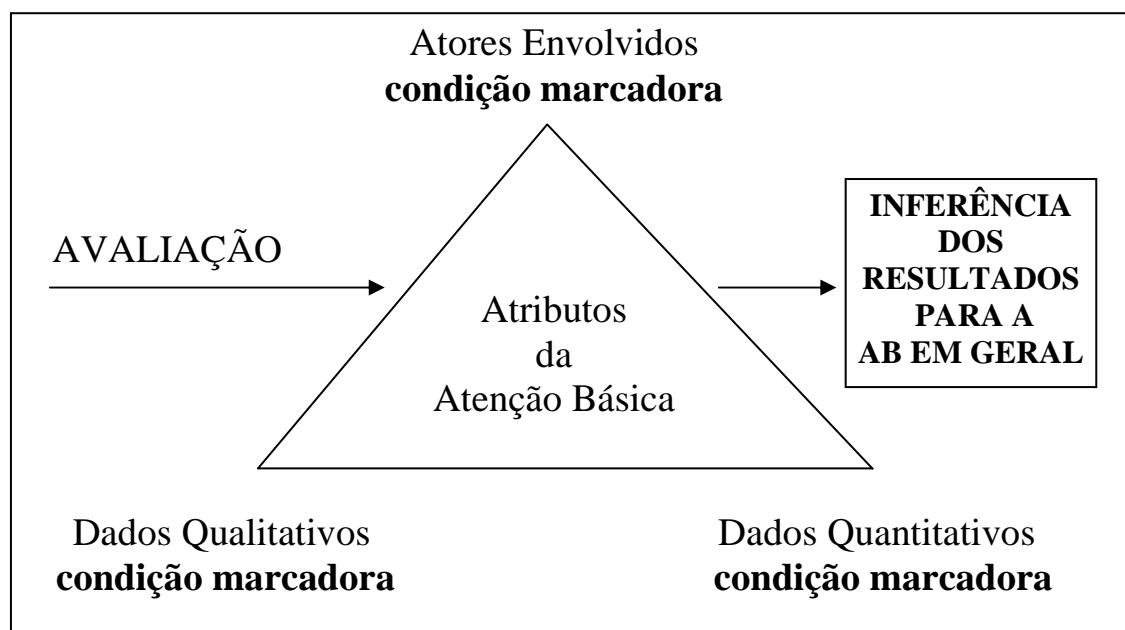 Atores Envolvidos
condição marcadora
AVALIAÇÃO
Atributos
da
Atenção Básica
INFERÊNCIA
DOS
RESULTADOS
PARA A
AB EM GERAL
Dados Qualitativos
condição marcadora
Dados Quantitativos
condição marcadora